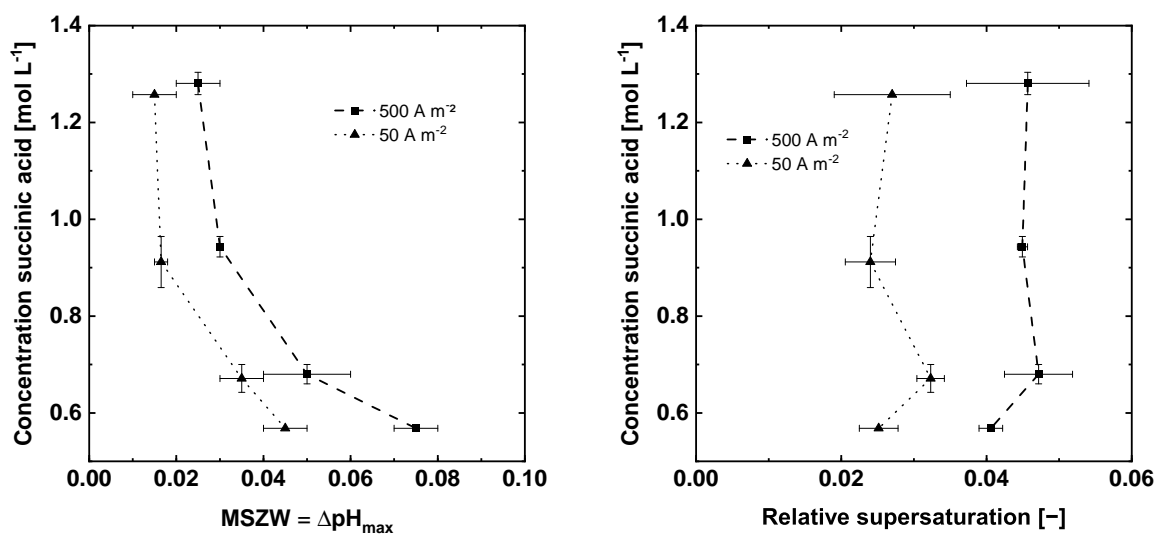 Concentration succinic acid [mol L⁻¹]
1.4
1.2
1.0
0.8
0.6
500 A m⁻²
50 A m⁻²
0.00 0.02 0.04 0.06 0.08 0.10
MSZW = ΔpHₘₐₓ
Concentration succinic acid [mol L⁻¹]
1.4
1.2
1.0
0.8
0.6
500 A m⁻²
50 A m⁻²
0.00 0.02 0.04 0.06
Relative supersaturation [−]